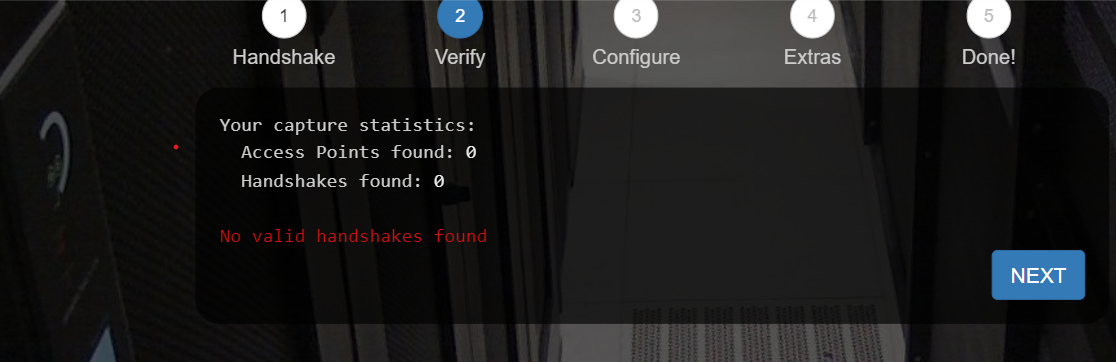 1 2 3 4 5
Handshake Verify Configure Extras Done!
Your capture statistics:
Access Points found: 0
Handshakes found: 0
No valid handshakes found
NEXT